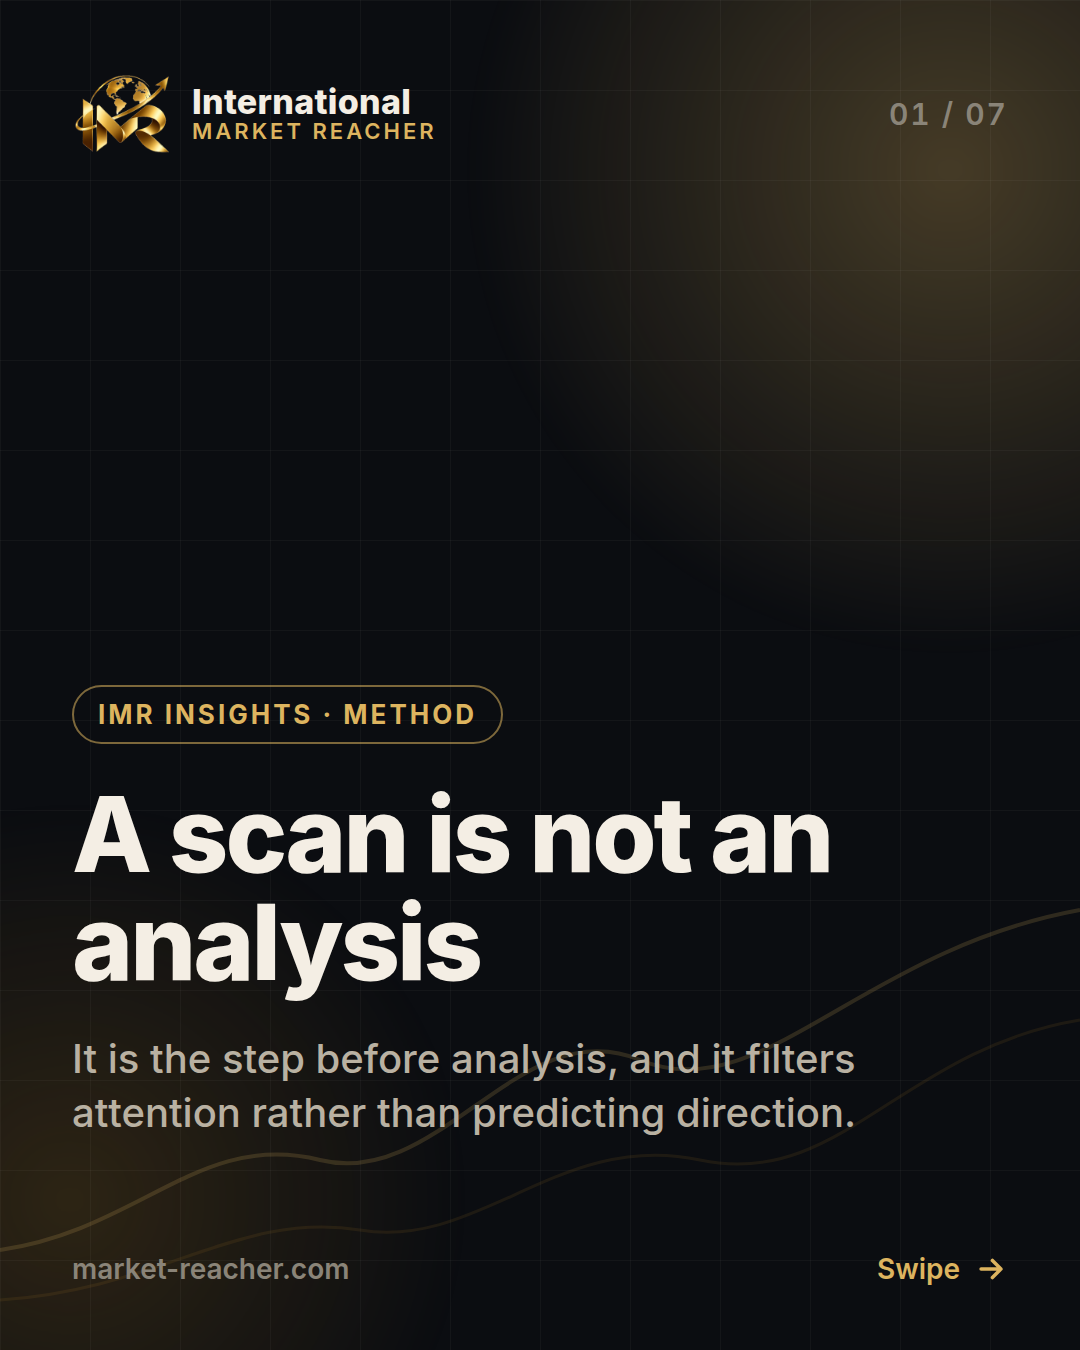 IMR
International
MARKET REACHER
01 / 07
IMR INSIGHTS · METHOD
A scan is not an
analysis
It is the step before analysis, and it filters
attention rather than predicting direction.
market-reacher.com
Swipe →